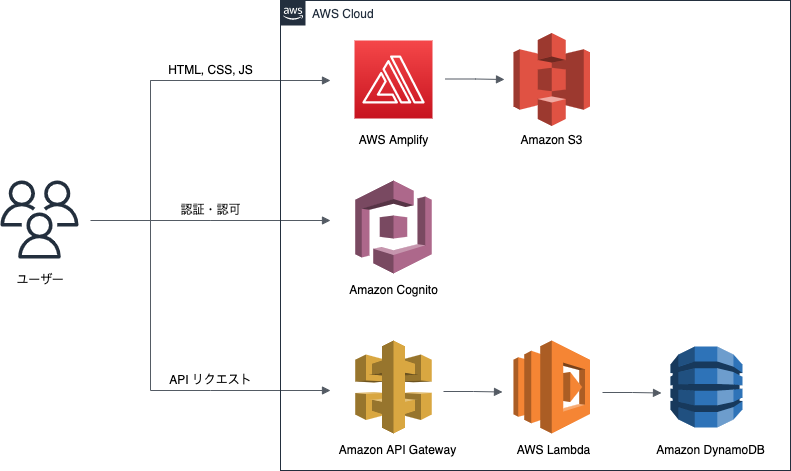 aws
AWS Cloud
HTML, CSS, JS
AWS Amplify
Amazon S3
認証・認可
ユーザー
Amazon Cognito
API リクエスト
Amazon API Gateway
AWS Lambda
Amazon DynamoDB